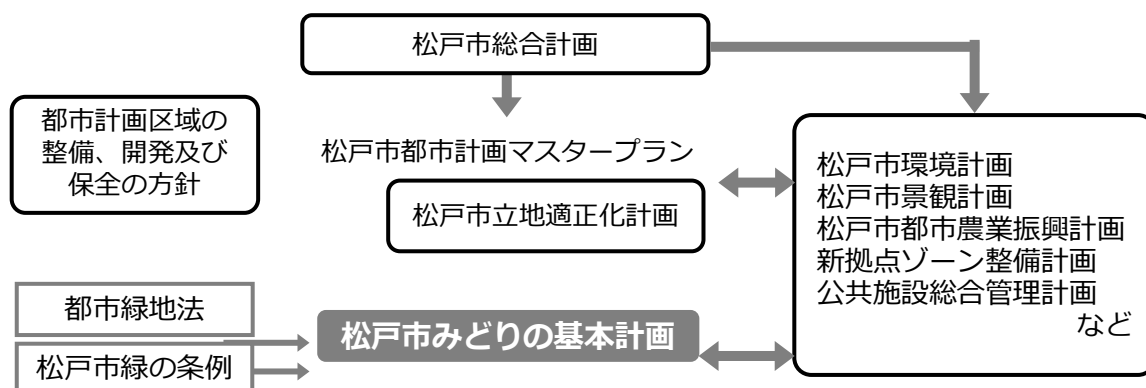 松戸市総合計画
都市計画区域の
整備、開発及び
保全の方針
松戸市都市計画マスタープラン
松戸市立地適正化計画
松戸市環境計画
松戸市景観計画
松戸市都市農業振興計画
新拠点ゾーン整備計画
公共施設総合管理計画
など
都市緑地法
松戸市緑の条例
松戸市みどりの基本計画